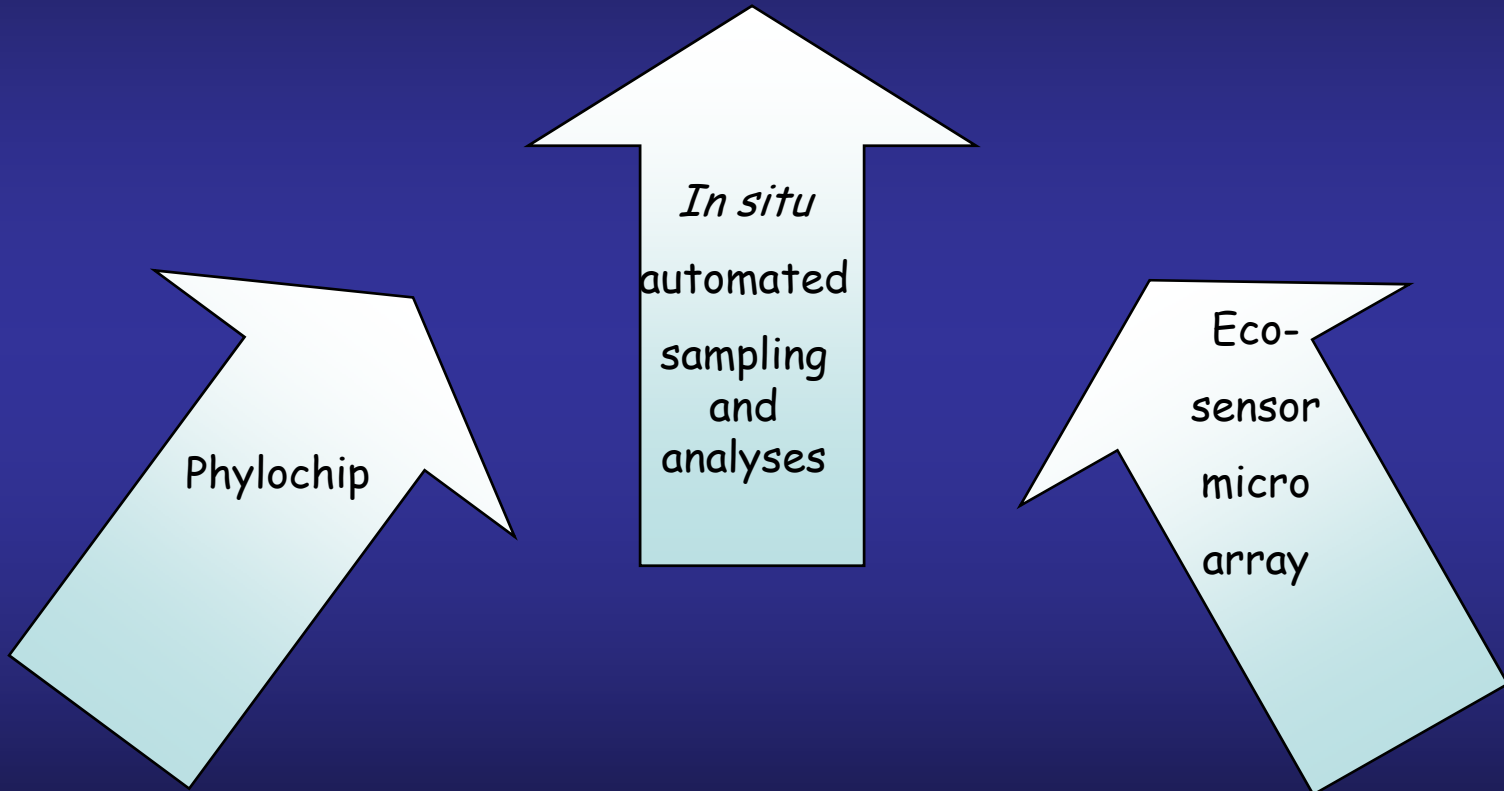 In situ
automated
sampling
and
analyses
Phylochip
Eco-
sensor
micro
array